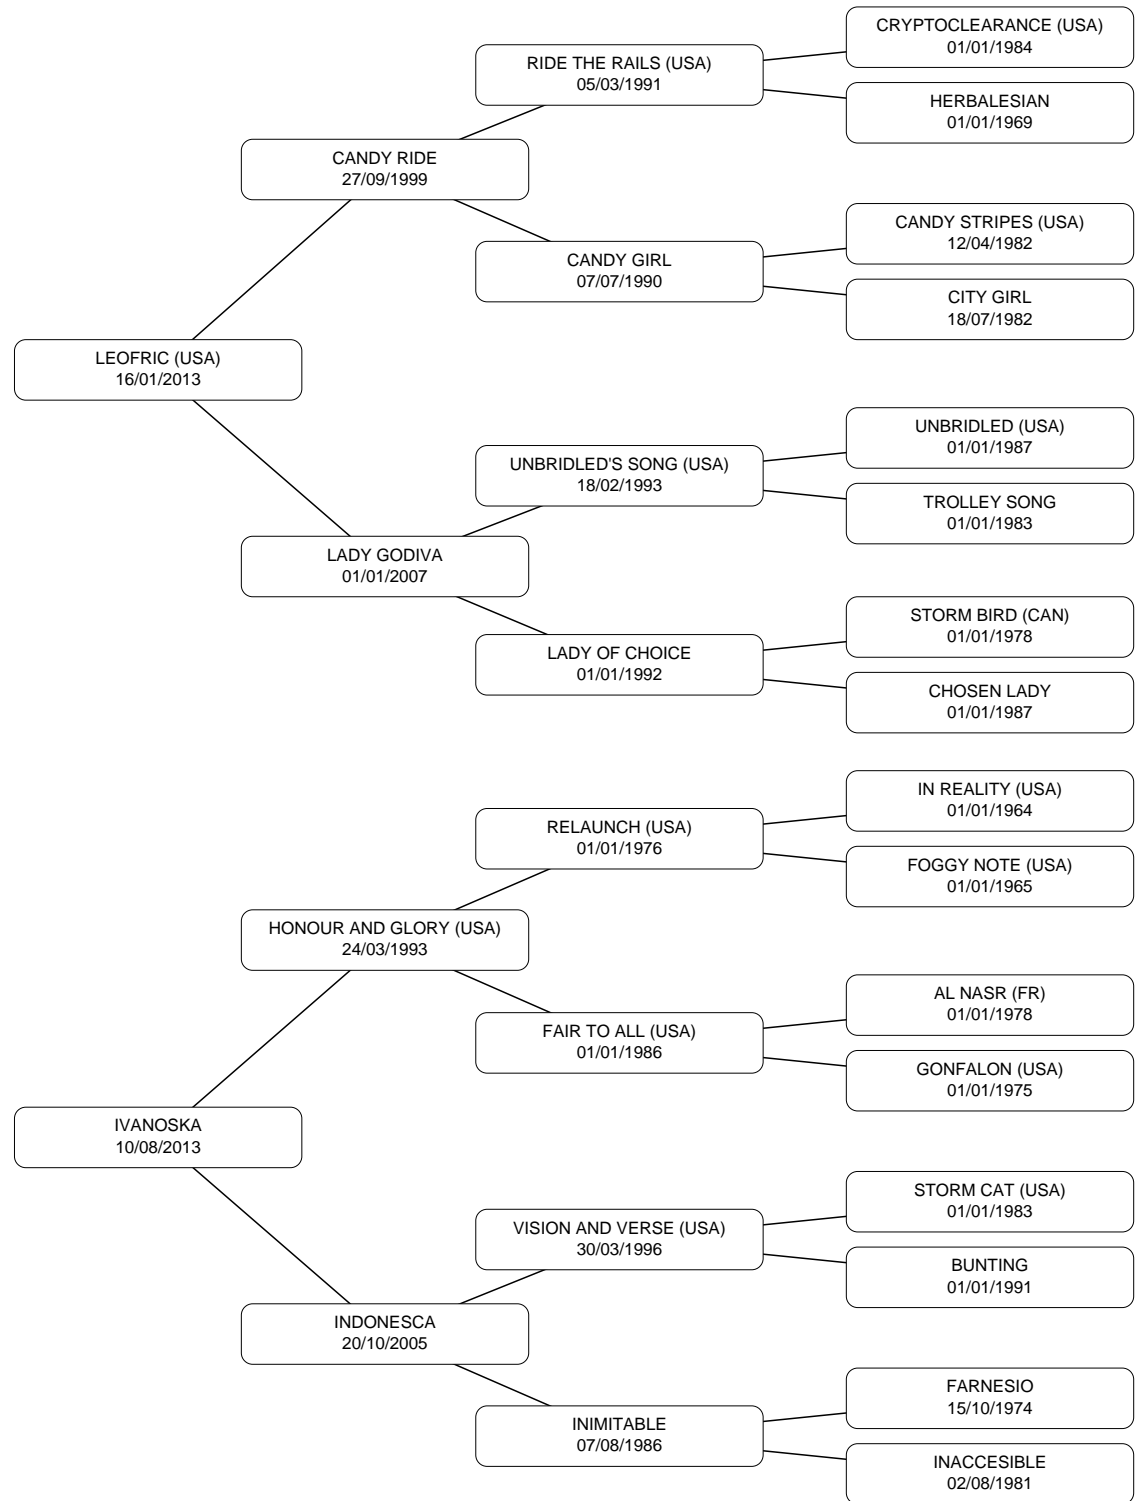 CRYPTOCLEARANCE (USA)
01/01/1984
RIDE THE RAILS (USA)
05/03/1991
HERBALESIAN
01/01/1969
CANDY RIDE
27/09/1999
CANDY STRIPES (USA)
12/04/1982
CANDY GIRL
07/07/1990
CITY GIRL
18/07/1982
LEOFRIC (USA)
16/01/2013
UNBRIDLED (USA)
01/01/1987
UNBRIDLED'S SONG (USA)
18/02/1993
TROLLEY SONG
01/01/1983
LADY GODIVA
01/01/2007
STORM BIRD (CAN)
01/01/1978
LADY OF CHOICE
01/01/1992
CHOSEN LADY
01/01/1987
IN REALITY (USA)
01/01/1964
RELAUNCH (USA)
01/01/1976
FOGGY NOTE (USA)
01/01/1965
HONOUR AND GLORY (USA)
24/03/1993
AL NASR (FR)
01/01/1978
FAIR TO ALL (USA)
01/01/1986
GONFALON (USA)
01/01/1975
IVANOSKA
10/08/2013
STORM CAT (USA)
01/01/1983
VISION AND VERSE (USA)
30/03/1996
BUNTING
01/01/1991
INDONESCA
20/10/2005
FARNESIO
15/10/1974
INIMITABLE
07/08/1986
INACCESIBLE
02/08/1981